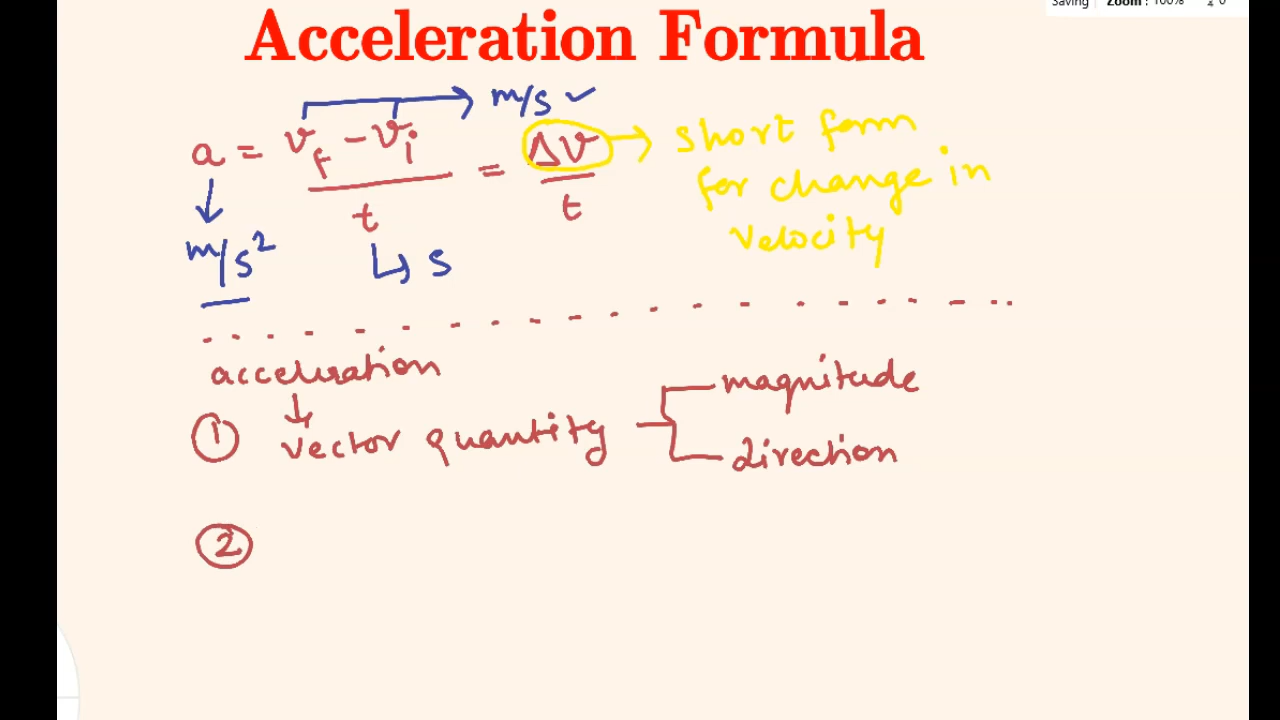 Saving | Zoom : 100%
Acceleration Formula
m/s ✓
a = vf - vi / t = Δv / t → short form
for change in
velocity
m/s² s
acceleration
① vector quantity magnitude
direction
②